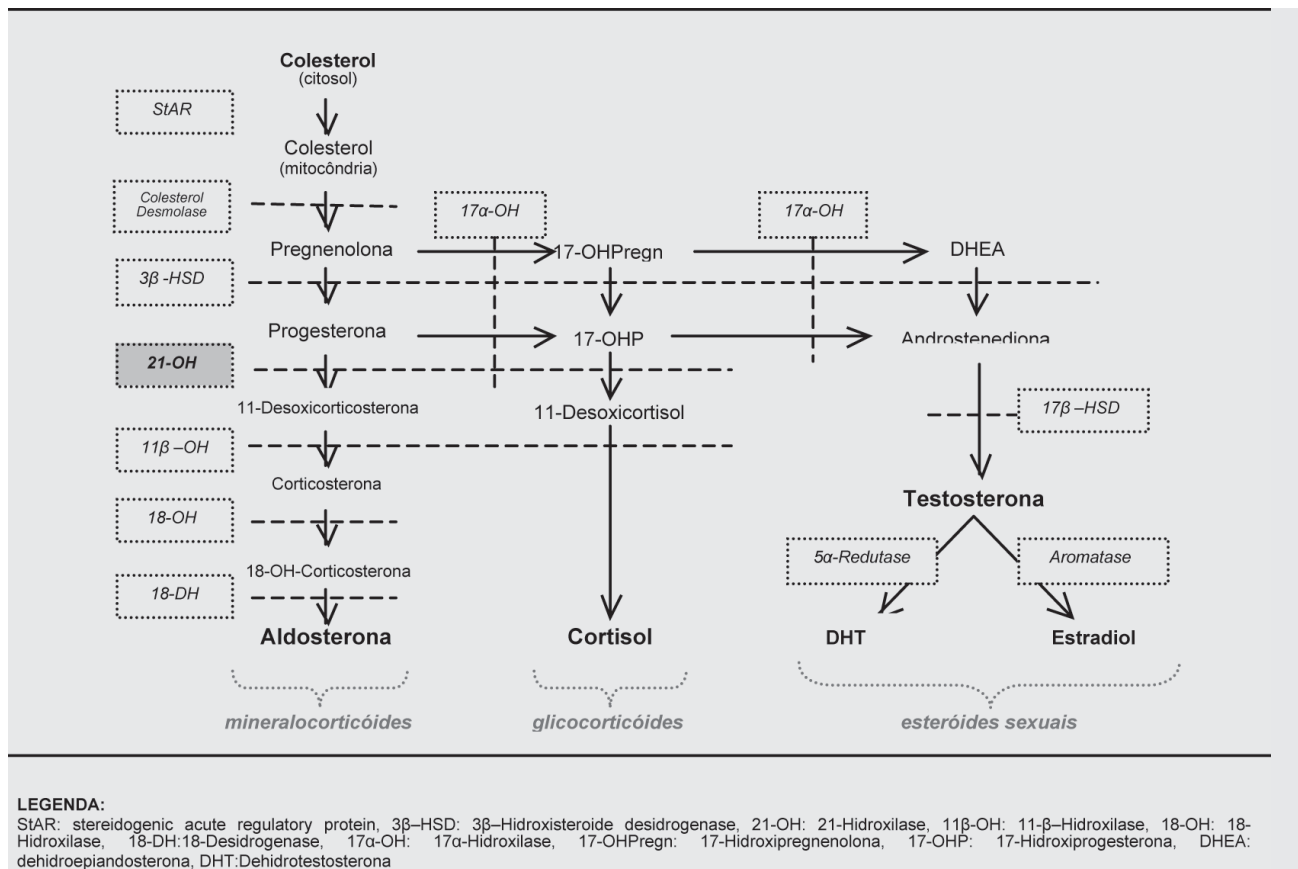 Colesterol
(citosol)
StAR
Colesterol
(mitocôndria)
Colesterol
Desmolase
17α-OH
17α-OH
Pregnenolona
17-OHPregn
DHEA
3β -HSD
Progesterona
17-OHP
Androstenediona
21-OH
11-Desoxicorticosterona
11-Desoxicortisol
17β –HSD
11β –OH
Corticosterona
Testosterona
18-OH
5α-Redutase
Aromatase
18-OH-Corticosterona
18-DH
Aldosterona
Cortisol
DHT
Estradiol
mineralocorticóides
glicocorticóides
esteróides sexuais
LEGENDA:
StAR: stereidogenic acute regulatory protein, 3β–HSD: 3β–Hidroxisteroide desidrogenase, 21-OH: 21-Hidroxilase, 11β-OH: 11-β–Hidroxilase, 18-OH: 18-
Hidroxilase, 18-DH:18-Desidrogenase, 17α-OH: 17α-Hidroxilase, 17-OHPregn: 17-Hidroxipregnenolona, 17-OHP: 17-Hidroxiprogesterona, DHEA:
dehidroepiandosterona, DHT:Dehidrotestosterona